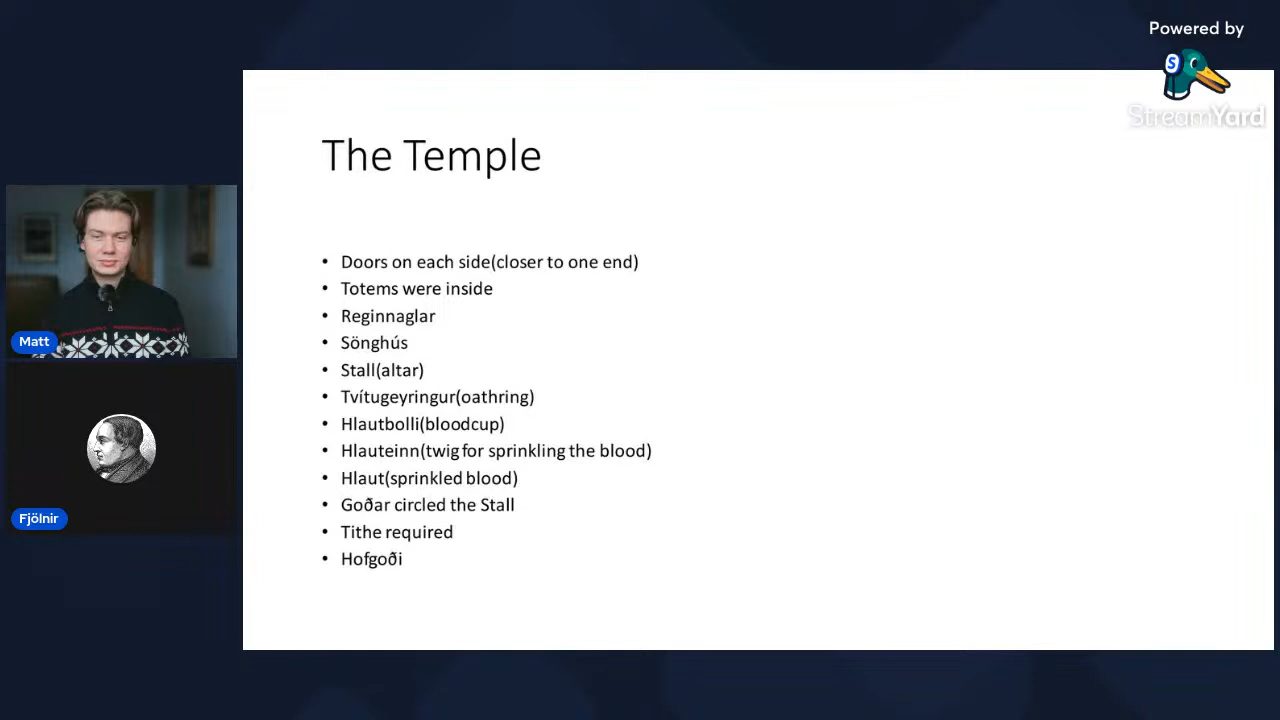 Powered by
StreamYard
The Temple
• Doors on each side(closer to one end)
• Totems were inside
• Reginnaglar
• Sönghús
• Stall(altar)
• Tvítugeyringur(oathring)
• Hlautbolli(bloodcup)
• Hlauteinn(twig for sprinkling the blood)
• Hlaut(sprinkled blood)
• Goðar circled the Stall
• Tithe required
• Hofgoði
Matt
Fjölnir